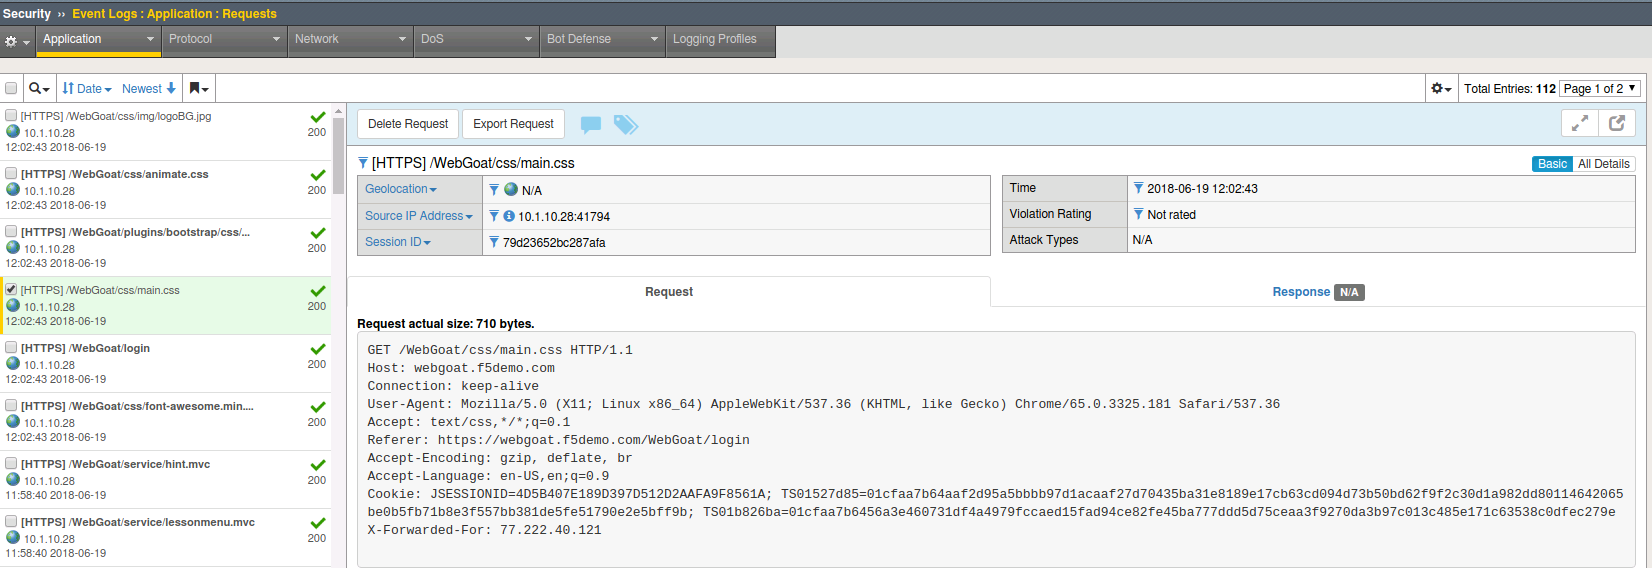 Security ›› Event Logs : Application : Requests
Application Protocol Network DoS Bot Defense Logging Profiles
Date Newest Total Entries: 112 Page 1 of 2
[HTTPS] /WebGoat/css/img/logoBG.jpg
10.1.10.28 200
12:02:43 2018-06-19
[HTTPS] /WebGoat/css/animate.css
10.1.10.28 200
12:02:43 2018-06-19
[HTTPS] /WebGoat/plugins/bootstrap/css/...
10.1.10.28 200
12:02:43 2018-06-19
[HTTPS] /WebGoat/css/main.css
10.1.10.28 200
12:02:43 2018-06-19
[HTTPS] /WebGoat/login
10.1.10.28 200
12:02:43 2018-06-19
[HTTPS] /WebGoat/css/font-awesome.min....
10.1.10.28 200
12:02:43 2018-06-19
[HTTPS] /WebGoat/service/hint.mvc
10.1.10.28 200
11:58:40 2018-06-19
[HTTPS] /WebGoat/service/lessonmenu.mvc
10.1.10.28 200
11:58:40 2018-06-19
Delete Request Export Request
[HTTPS] /WebGoat/css/main.css Basic All Details
Geolocation N/A
Source IP Address 10.1.10.28:41794
Session ID 79d23652bc287afa
Time 2018-06-19 12:02:43
Violation Rating Not rated
Attack Types N/A
Request Response N/A
Request actual size: 710 bytes.
GET /WebGoat/css/main.css HTTP/1.1
Host: webgoat.f5demo.com
Connection: keep-alive
User-Agent: Mozilla/5.0 (X11; Linux x86_64) AppleWebKit/537.36 (KHTML, like Gecko) Chrome/65.0.3325.181 Safari/537.36
Accept: text/css,*/*;q=0.1
Referer: https://webgoat.f5demo.com/WebGoat/login
Accept-Encoding: gzip, deflate, br
Accept-Language: en-US,en;q=0.9
Cookie: JSESSIONID=4D5B407E189D397D512D2AAFA9F8561A; TS01527d85=01cfaa7b64aaf2d95a5bbbb97d1acaaf27d70435ba31e8189e17cb63cd094d73b50bd62f9f2c30d1a982dd80114642065
be0b5fb71b8e3f557bb381de5fe51790e2e5bff9b; TS01b826ba=01cfaa7b6456a3e460731df4a4979fccaed15fad94ce82fe45ba777ddd5d75ceaa3f9270da3b97c013c485e171c63538c0dfec279e
X-Forwarded-For: 77.222.40.121